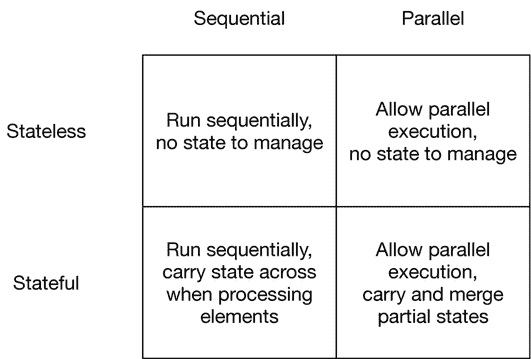 Sequential
Parallel
Stateless
Run sequentially,
no state to manage
Allow parallel
execution,
no state to manage
Stateful
Run sequentially,
carry state across
when processing
elements
Allow parallel
execution,
carry and merge
partial states